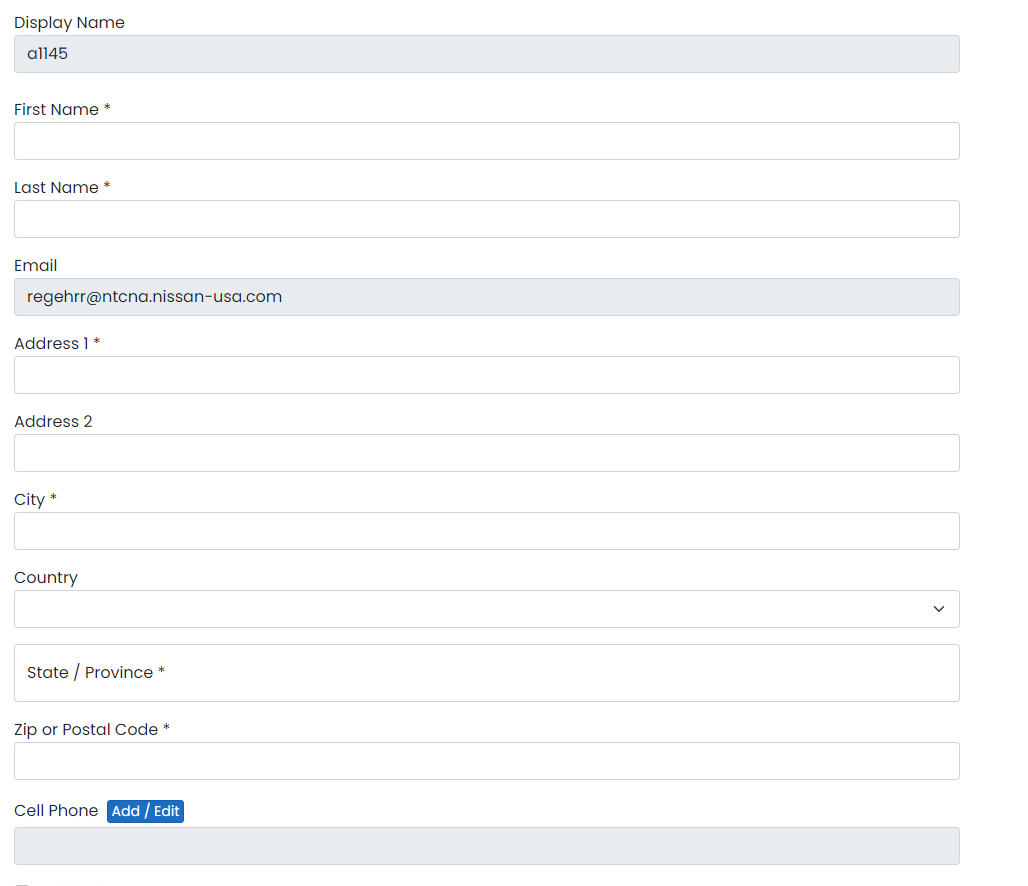 Display Name
a1145
First Name *
Last Name *
Email
regehrr@ntcna.nissan-usa.com
Address 1 *
Address 2
City *
Country
State / Province *
Zip or Postal Code *
Cell Phone Add / Edit